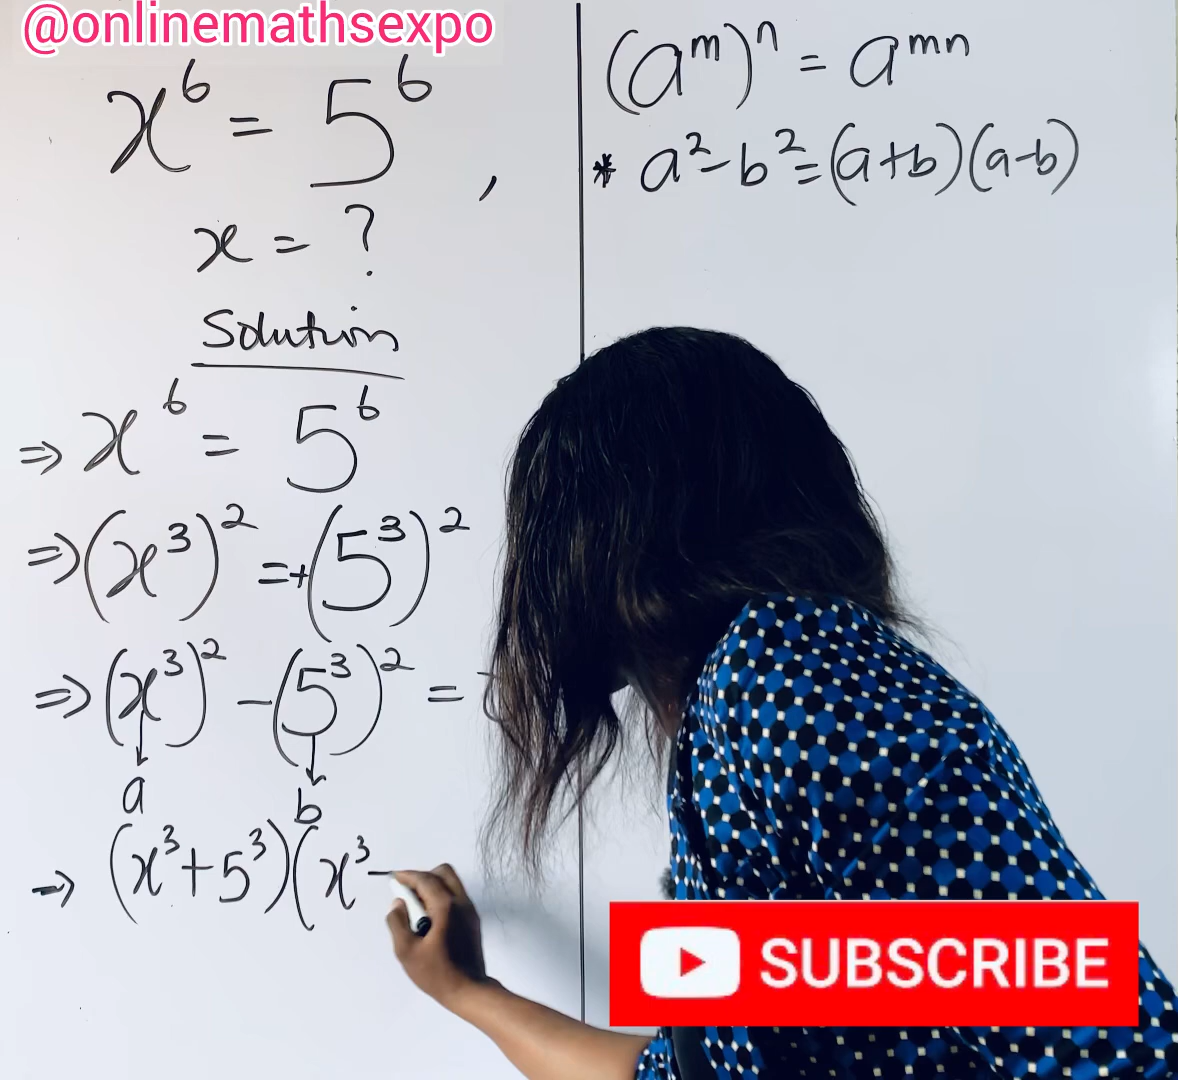 @onlinemathsexpo
x⁶ = 5⁶,
x = ?
Solution
⇒ x⁶ = 5⁶
⇒ (x³)² =+(5³)²
⇒ (x³)² - (5³)² =
a b
→ (x³+5³)(x³-
(aᵐ)ⁿ = aᵐⁿ
* a²-b²=(a+b)(a-b)
SUBSCRIBE